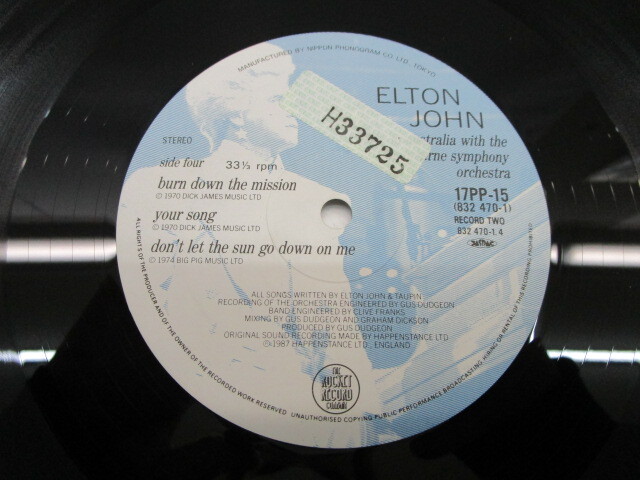 MANUFACTURED BY NIPPON PHONOGRAM CO. LTD., TOKYO
ELTON
JOHN
stralia with the
rne symphony
orchestra
H33725
STEREO
side four 33⅓ rpm
17PP-15
(832 470-1)
RECORD TWO
832 470-1.4
burn down the mission
© 1970 DICK JAMES MUSIC LTD
your song
© 1970 DICK JAMES MUSIC LTD
don't let the sun go down on me
© 1974 BIG PIG MUSIC LTD
ALL SONGS WRITTEN BY ELTON JOHN & TAUPIN
RECORDING OF THE ORCHESTRA ENGINEERED BY GUS DUDGEON
BAND ENGINEERED BY CLIVE FRANKS
MIXING BY GUS DUDGEON AND GRAHAM DICKSON
PRODUCED BY GUS DUDGEON
ORIGINAL SOUND RECORDING MADE BY HAPPENSTANCE LTD
℗1987 HAPPENSTANCE LTD., ENGLAND
THE
ROCKET
RECORD
COMPANY
ALL RIGHTS OF THE PRODUCER AND OF THE OWNER OF THE RECORDED WORK RESERVED UNAUTHORISED COPYING PUBLIC PERFORMANCE BROADCASTING HIRING OR RENTAL OF THIS RECORDING PROHIBITED